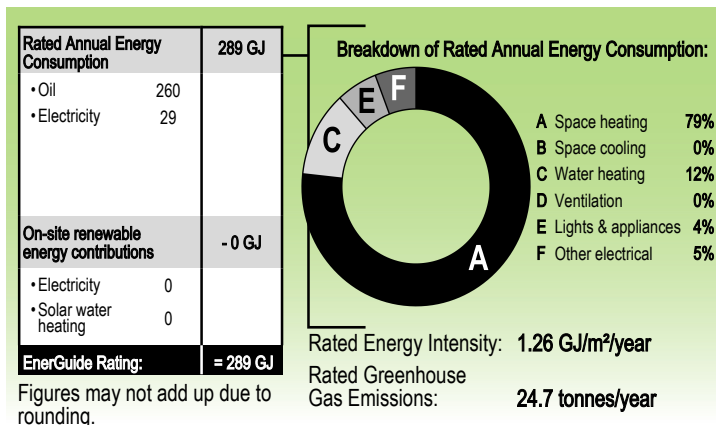 Rated Annual Energy
Consumption
289 GJ
• Oil 260
• Electricity 29
On-site renewable
energy contributions
- 0 GJ
• Electricity 0
• Solar water
heating 0
EnerGuide Rating: = 289 GJ
Figures may not add up due to
rounding.
Breakdown of Rated Annual Energy Consumption:
F
E
C
A
A Space heating 79%
B Space cooling 0%
C Water heating 12%
D Ventilation 0%
E Lights & appliances 4%
F Other electrical 5%
Rated Energy Intensity: 1.26 GJ/m²/year
Rated Greenhouse
Gas Emissions: 24.7 tonnes/year